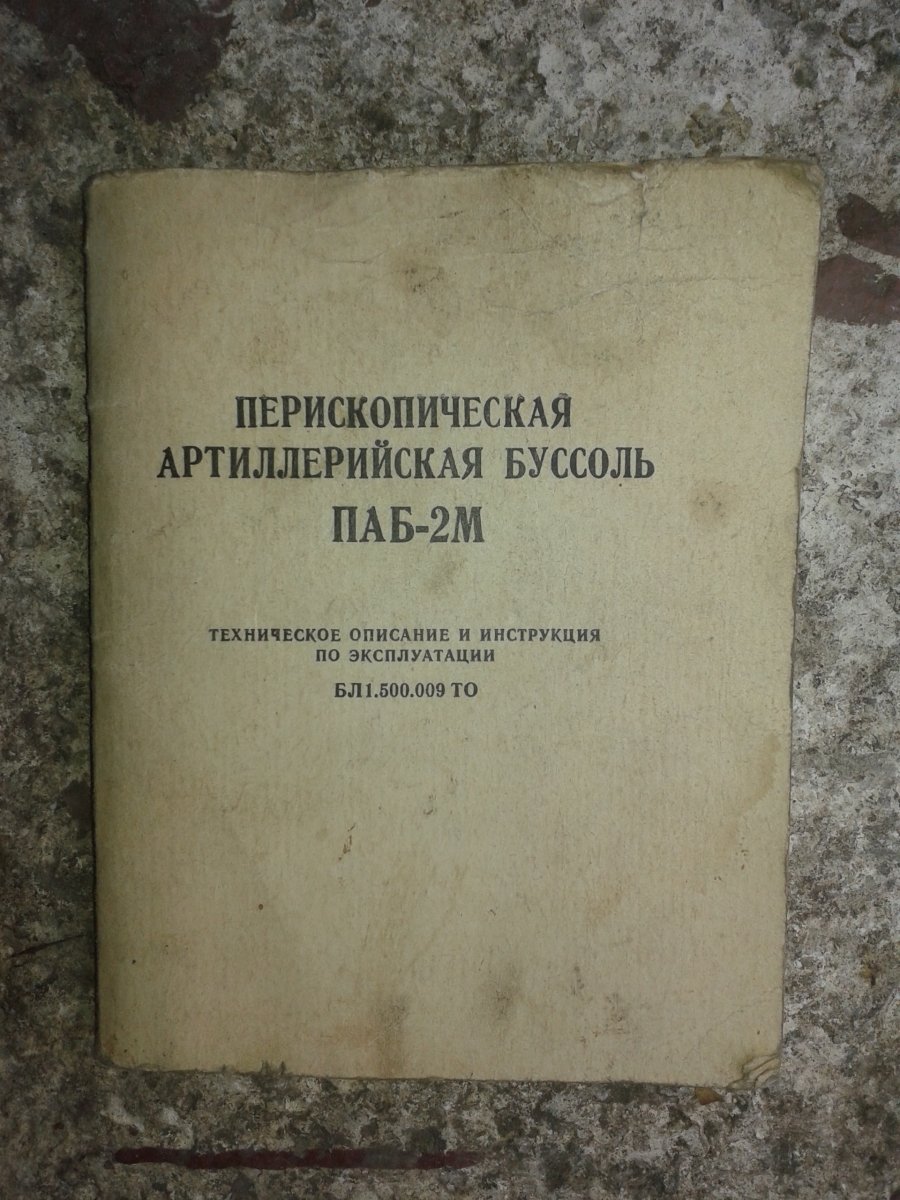 ПЕРИСКОПИЧЕСКАЯ
АРТИЛЛЕРИЙСКАЯ БУССОЛЬ
ПАБ-2М
ТЕХНИЧЕСКОЕ ОПИСАНИЕ И ИНСТРУКЦИЯ
ПО ЭКСПЛУАТАЦИИ
БЛ1.500.009 ТО